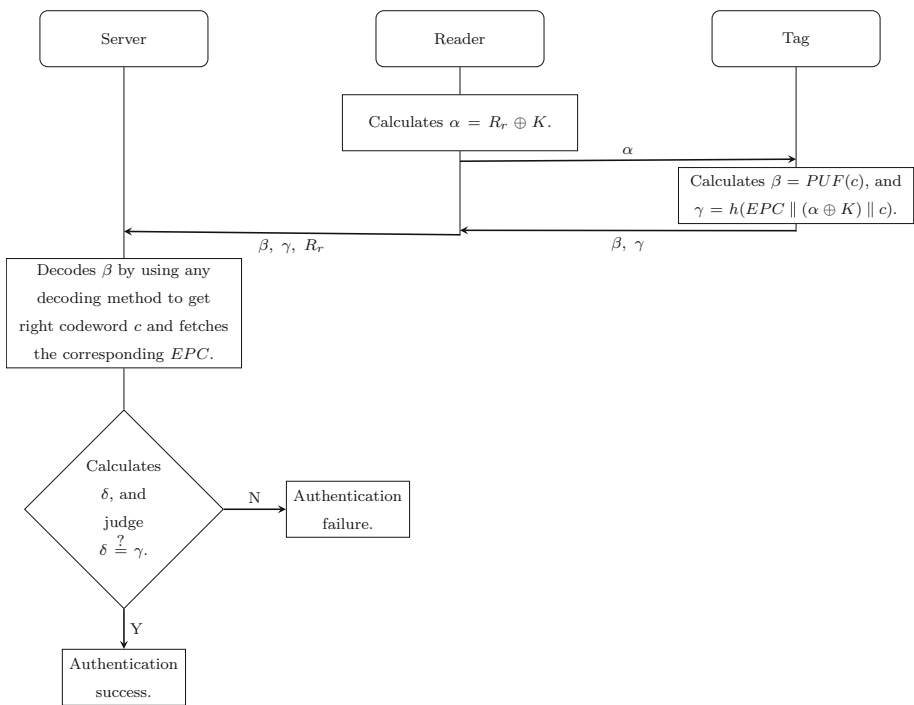 Server
Reader
Tag
Calculates α = R_r ⊕ K.
α
Calculates β = PUF(c), and
γ = h(EPC ∥ (α ⊕ K) ∥ c).
β, γ, R_r
β, γ
Decodes β by using any
decoding method to get
right codeword c and fetches
the corresponding EPC.
Calculates
δ, and
judge
δ ≟ γ.
N
Authentication
failure.
Y
Authentication
success.